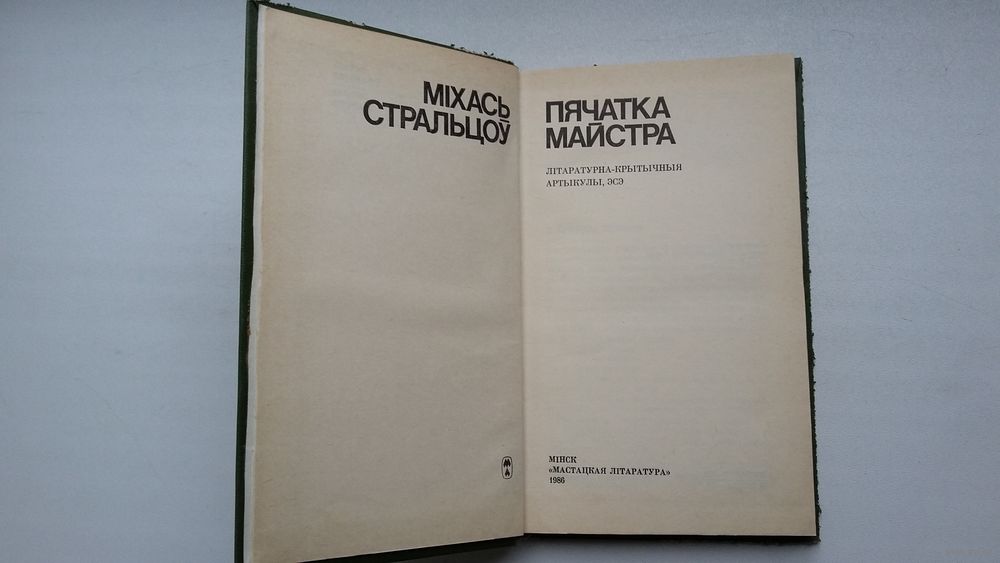 МІХАСЬ
СТРАЛЬЦОЎ
ПЯЧАТКА
МАЙСТРА
ЛІТАРАТУРНА-КРЫТЫЧНЫЯ
АРТЫКУЛЫ, ЭСЭ
МІНСК
«МАСТАЦКАЯ ЛІТАРАТУРА»
1986